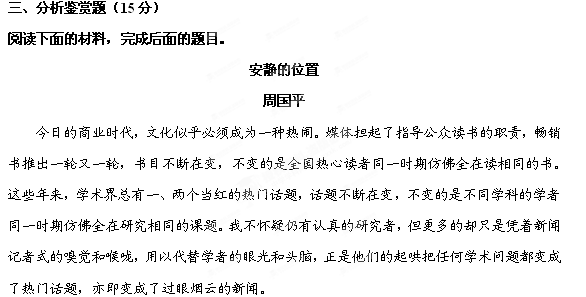 三、分析鉴赏题（15 分）
阅读下面的材料，完成后面的题目。
安静的位置
周国平
今日的商业时代，文化似乎必须成为一种热闹。媒体担起了指导公众读书的职责，畅销
书推出一轮又一轮，书目不断在变，不变的是全国热心读者同一时期仿佛全在读相同的书。
这些年来，学术界总有一、两个当红的热门话题，话题不断在变，不变的是不同学科的学者
同一时期仿佛全在研究相同的课题。我不怀疑仍有认真的研究者，但更多的却只是凭着新闻
记者式的嗅觉和喉咙，用以代替学者的眼光和头脑，正是他们的起哄把任何学术问题都变成
了热门话题，亦即变成了过眼烟云的新闻。